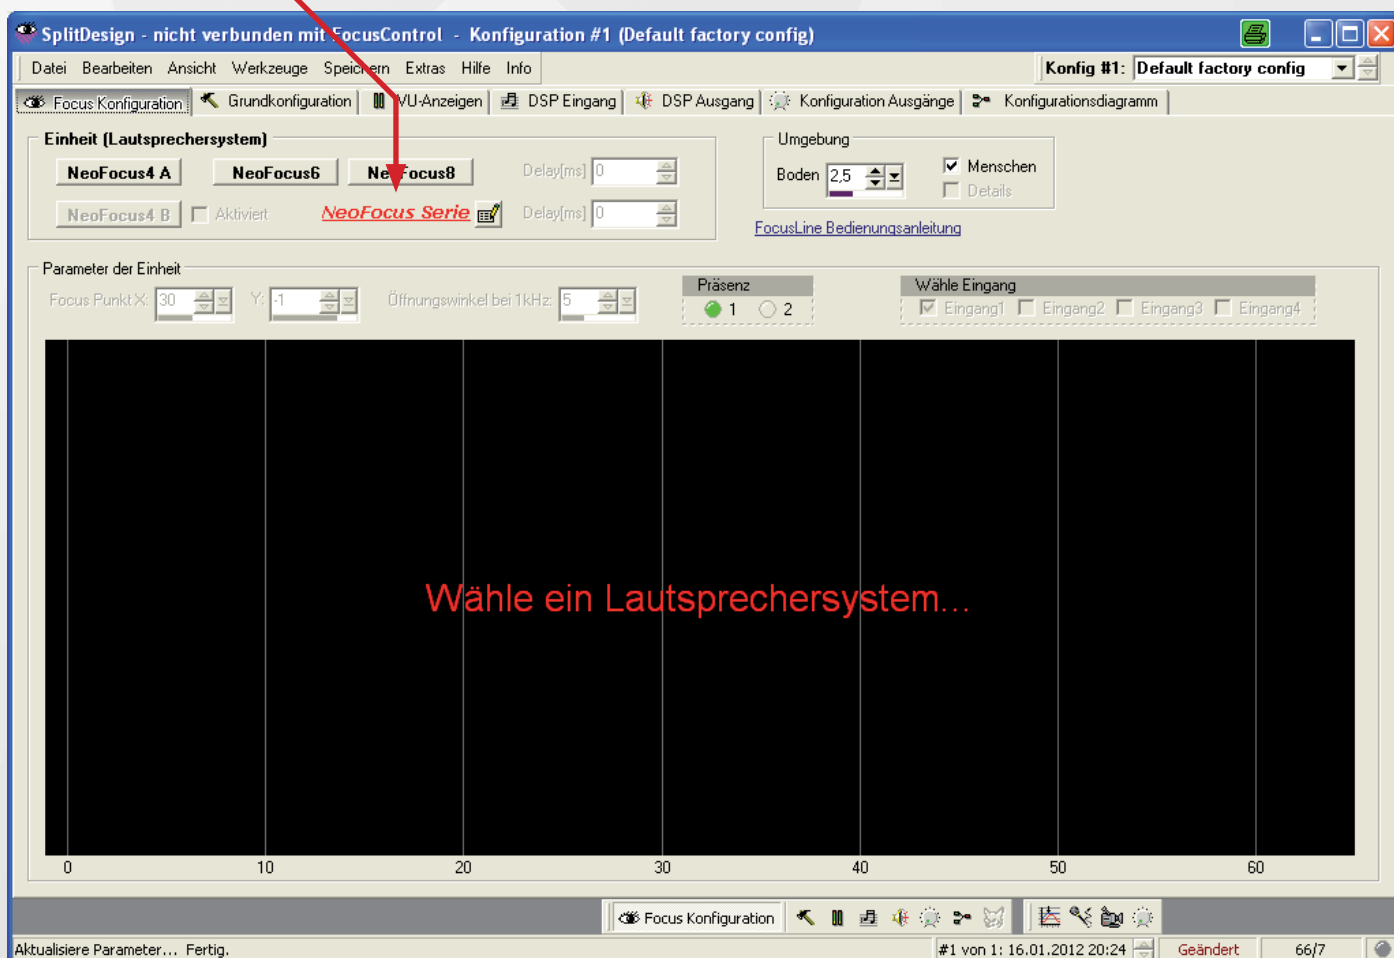 SplitDesign - nicht verbunden mit FocusControl - Konfiguration #1 (Default factory config)
Datei Bearbeiten Ansicht Werkzeuge Speichern Extras Hilfe Info
Konfig #1: Default factory config
Focus Konfiguration Grundkonfiguration VU-Anzeigen DSP Eingang DSP Ausgang Konfiguration Ausgänge Konfigurationsdiagramm
Einheit (Lautsprechersystem)
NeoFocus4 A NeoFocus6 NeoFocus8 Delay[ms] 0
NeoFocus4 B Aktiviert NeoFocus Serie Delay[ms] 0
Umgebung
Boden 2,5 Menschen
Details
FocusLine Bedienungsanleitung
Parameter der Einheit
Focus Punkt X: 30 Y: -1 Öffnungswinkel bei 1kHz: 5
Präsenz
1 2
Wähle Eingang
Eingang1 Eingang2 Eingang3 Eingang4
Wähle ein Lautsprechersystem...
0 10 20 30 40 50 60
Focus Konfiguration
Aktualisiere Parameter... Fertig.
#1 von 1: 16.01.2012 20:24 Geändert 66/7